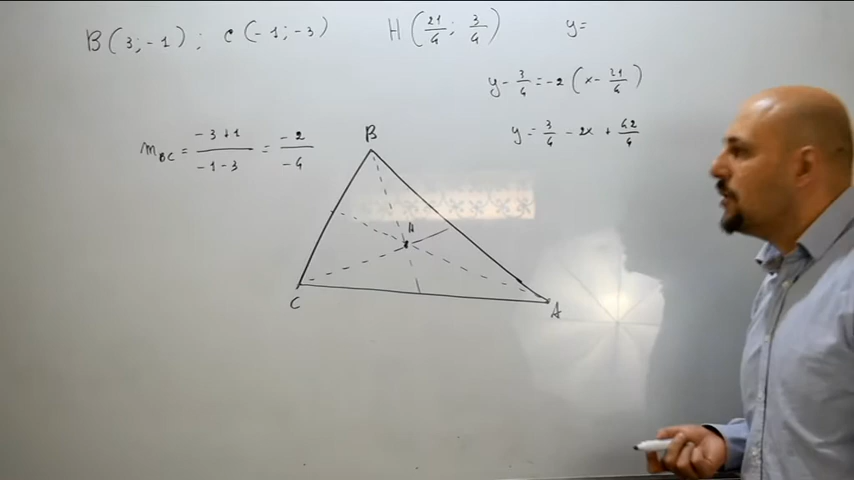 B(3;-1); C(-1;-3) H(21/4; 3/4) y=
y-3/4=-2(x-21/4)
y=3/4-2x+42/4
m_BC=(-3+1)/(-1-3)=-2/-4
B
H
C
A